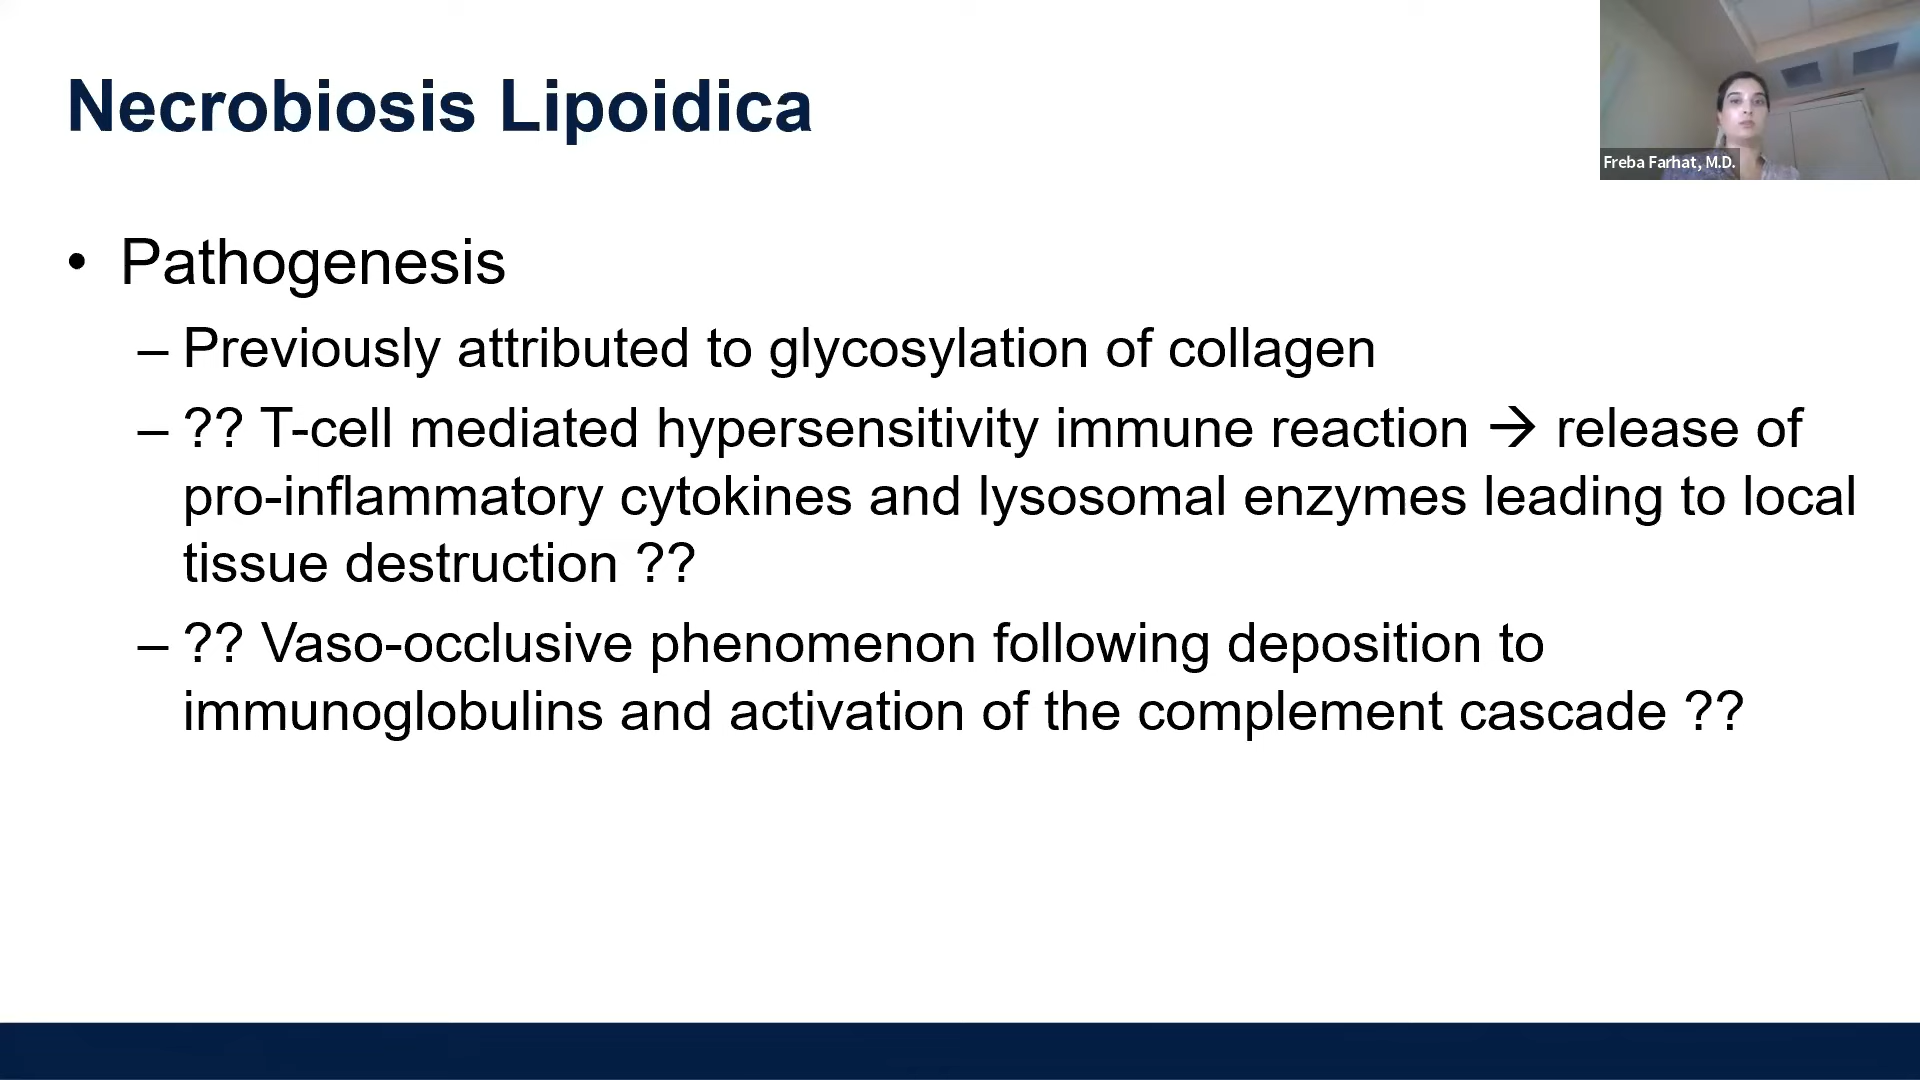 Necrobiosis Lipoidica
Freba Farhat, M.D.
• Pathogenesis
– Previously attributed to glycosylation of collagen
– ?? T-cell mediated hypersensitivity immune reaction → release of
pro-inflammatory cytokines and lysosomal enzymes leading to local
tissue destruction ??
– ?? Vaso-occlusive phenomenon following deposition to
immunoglobulins and activation of the complement cascade ??